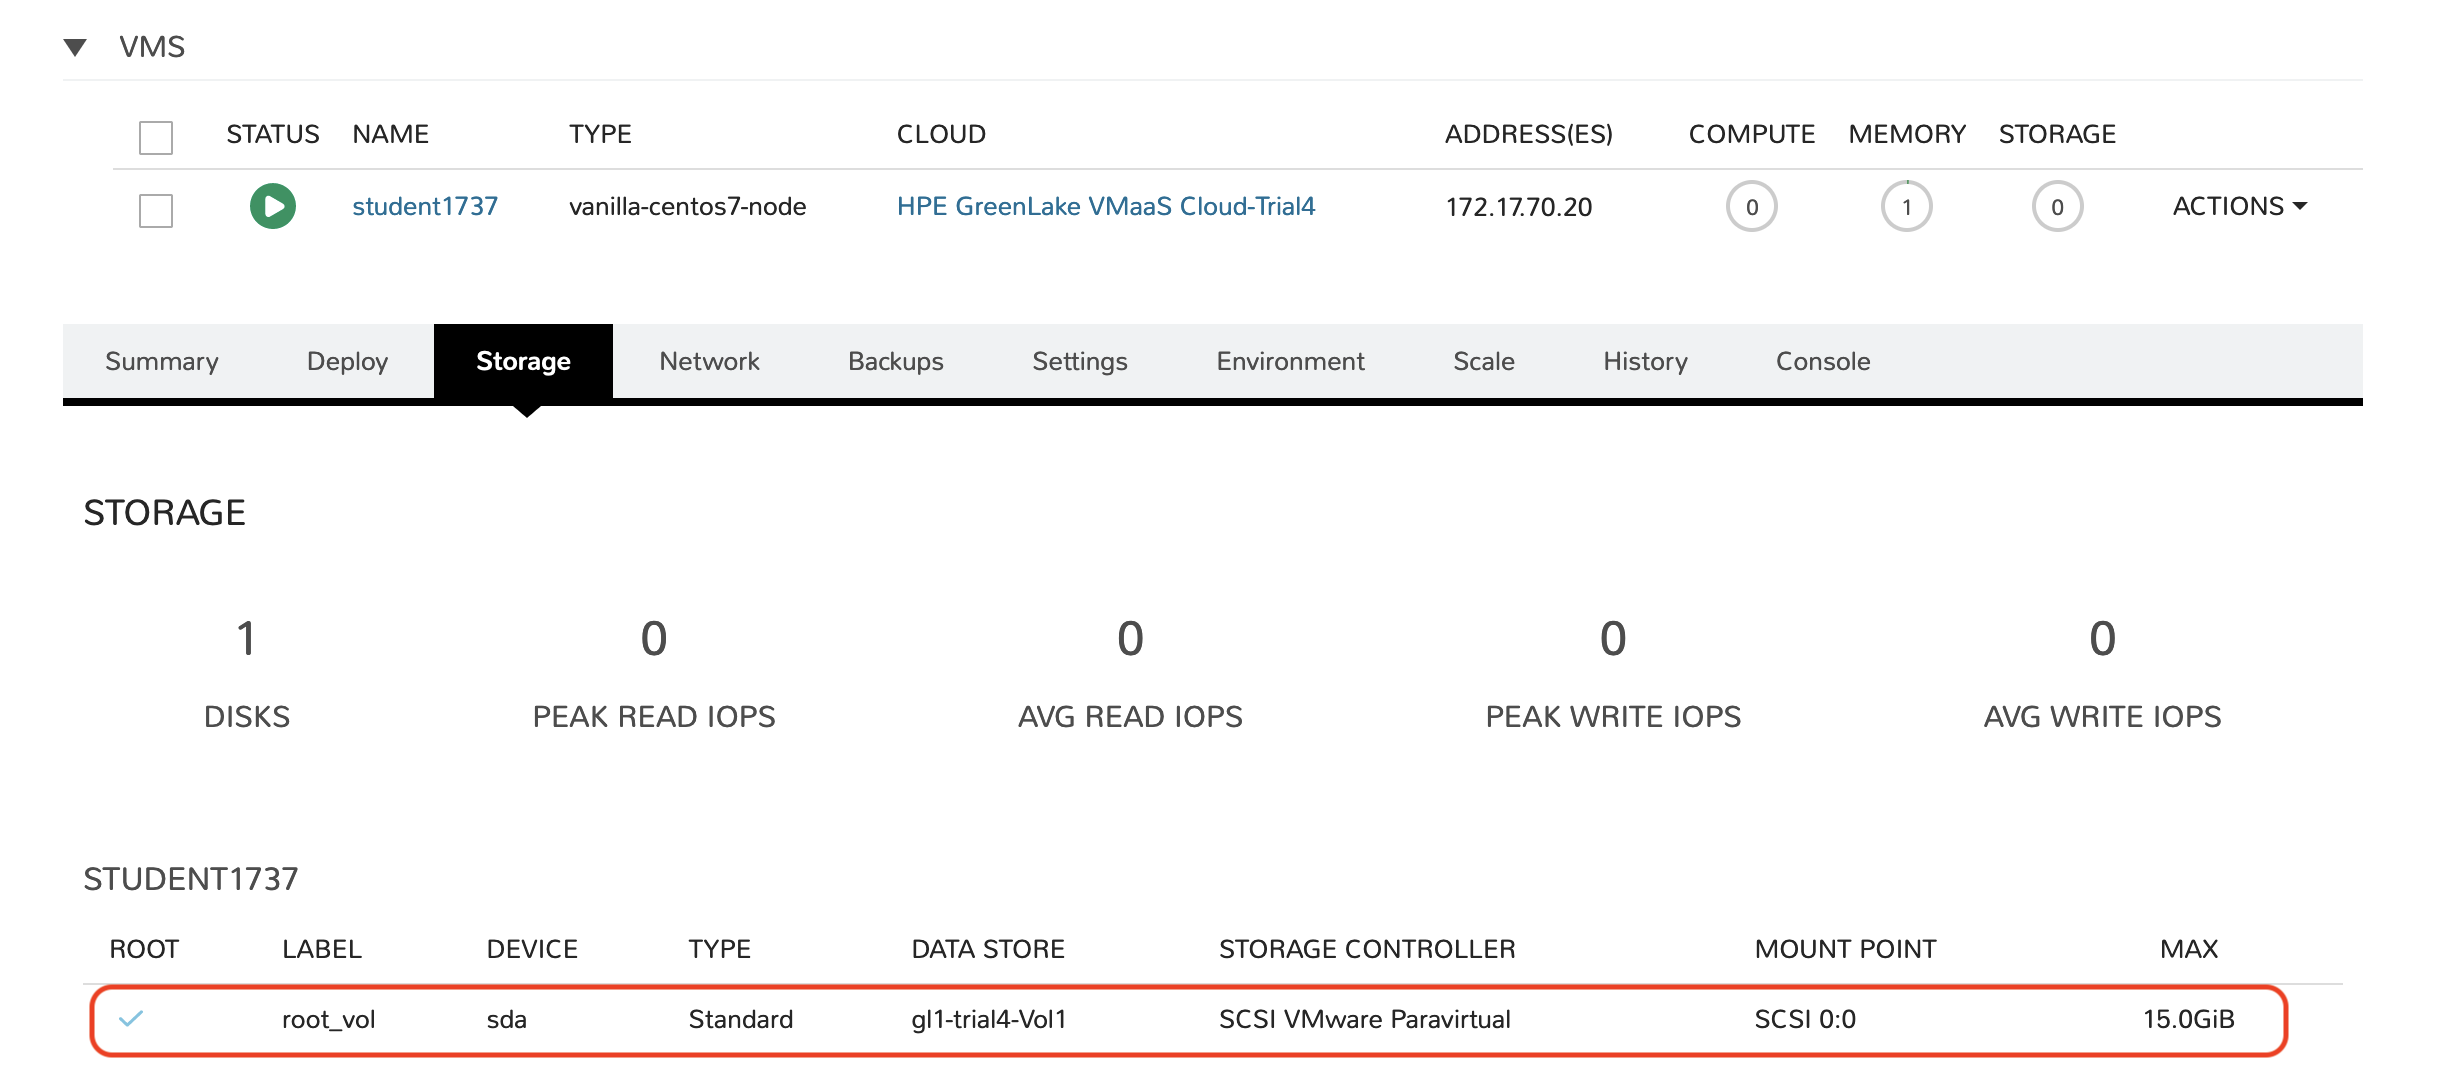 VMS
STATUS NAME TYPE CLOUD ADDRESS(ES) COMPUTE MEMORY STORAGE
student1737 vanilla-centos7-node HPE GreenLake VMaaS Cloud-Trial4 172.17.70.20 0 1 0 ACTIONS
Summary Deploy Storage Network Backups Settings Environment Scale History Console
STORAGE
1 0 0 0 0
DISKS PEAK READ IOPS AVG READ IOPS PEAK WRITE IOPS AVG WRITE IOPS
STUDENT1737
ROOT LABEL DEVICE TYPE DATA STORE STORAGE CONTROLLER MOUNT POINT MAX
root_vol sda Standard gl1-trial4-Vol1 SCSI VMware Paravirtual SCSI 0:0 15.0GiB